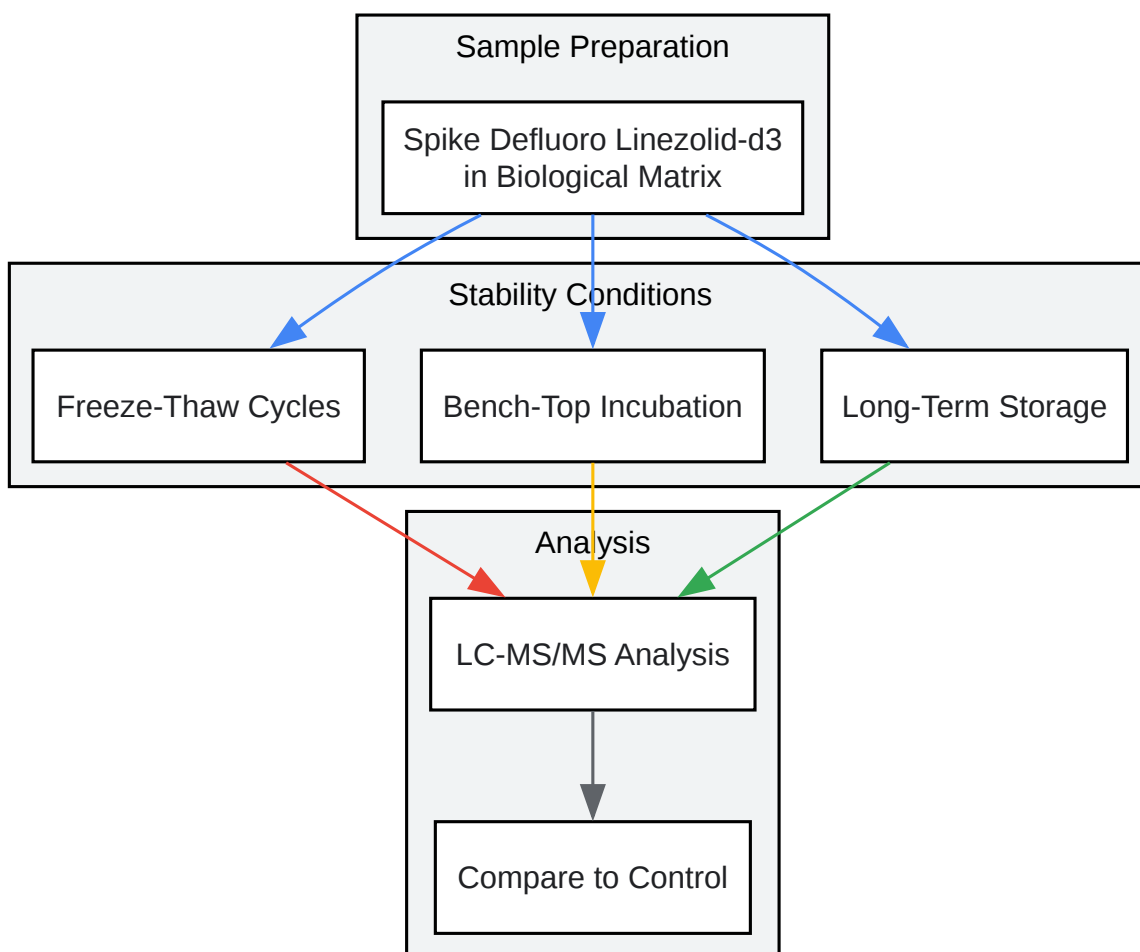 Sample Preparation
Spike Defluoro Linezolid-d3
in Biological Matrix
Stability Conditions
Freeze-Thaw Cycles
Bench-Top Incubation
Long-Term Storage
Analysis
LC-MS/MS Analysis
Compare to Control